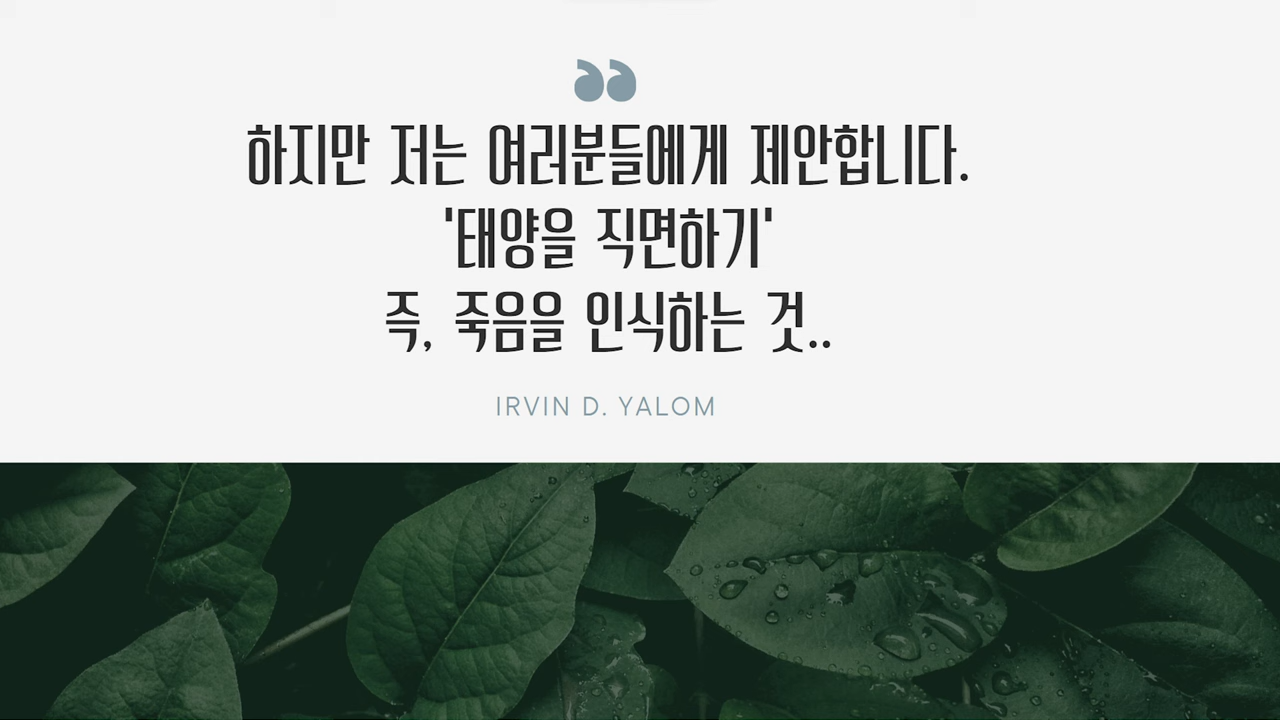 하지만 저는 여러분들에게 제안합니다.
'태양을 직면하기'
즉, 죽음을 인식하는 것..
IRVIN D. YALOM